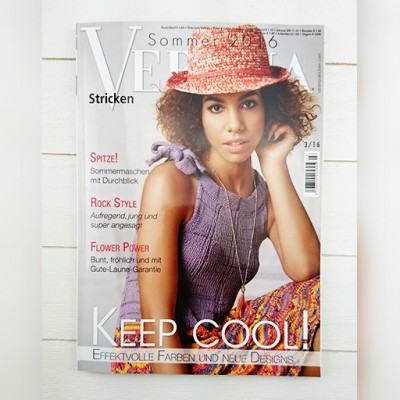 Sommer 2016
Stricken
3/16
SPITZE!
Sommermaschen
mit Durchblick
ROCK STYLE
Aufregend, jung und
super angesagt
FLOWER POWER
Bunt, fröhlich und mit
Gute-Laune-Garantie
KEEP COOL!
EFFEKTVOLLE FARBEN UND NEUE DESIGNS